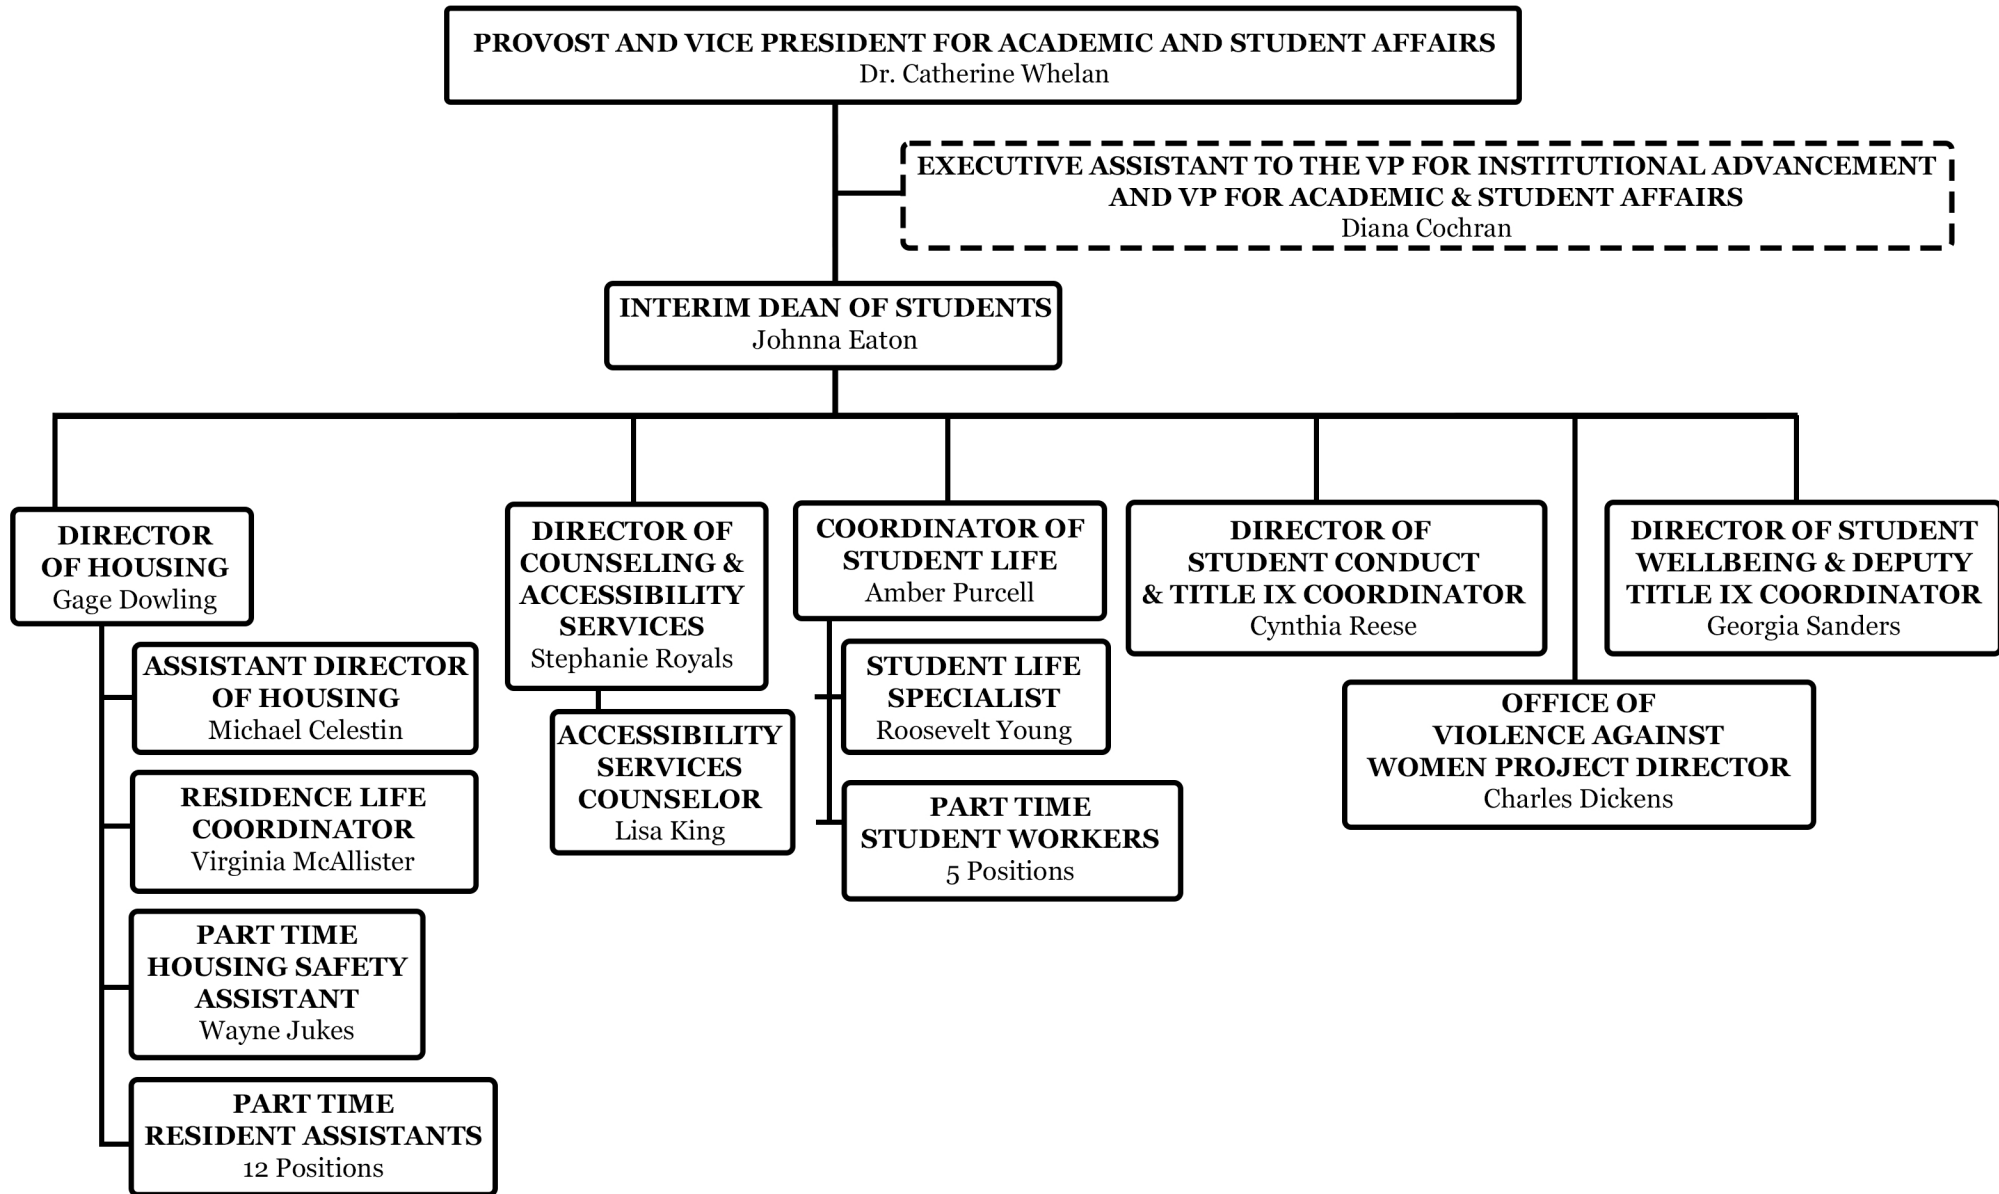 PROVOST AND VICE PRESIDENT FOR ACADEMIC AND STUDENT AFFAIRS
Dr. Catherine Whelan
EXECUTIVE ASSISTANT TO THE VP FOR INSTITUTIONAL ADVANCEMENT
AND VP FOR ACADEMIC & STUDENT AFFAIRS
Diana Cochran
INTERIM DEAN OF STUDENTS
Johnna Eaton
DIRECTOR
OF HOUSING
Gage Dowling
ASSISTANT DIRECTOR
OF HOUSING
Michael Celestin
RESIDENCE LIFE
COORDINATOR
Virginia McAllister
PART TIME
HOUSING SAFETY
ASSISTANT
Wayne Jukes
PART TIME
RESIDENT ASSISTANTS
12 Positions
DIRECTOR OF
COUNSELING &
ACCESSIBILITY
SERVICES
Stephanie Royals
ACCESSIBILITY
SERVICES
COUNSELOR
Lisa King
COORDINATOR OF
STUDENT LIFE
Amber Purcell
STUDENT LIFE
SPECIALIST
Roosevelt Young
PART TIME
STUDENT WORKERS
5 Positions
DIRECTOR OF
STUDENT CONDUCT
& TITLE IX COORDINATOR
Cynthia Reese
OFFICE OF
VIOLENCE AGAINST
WOMEN PROJECT DIRECTOR
Charles Dickens
DIRECTOR OF STUDENT
WELLBEING & DEPUTY
TITLE IX COORDINATOR
Georgia Sanders